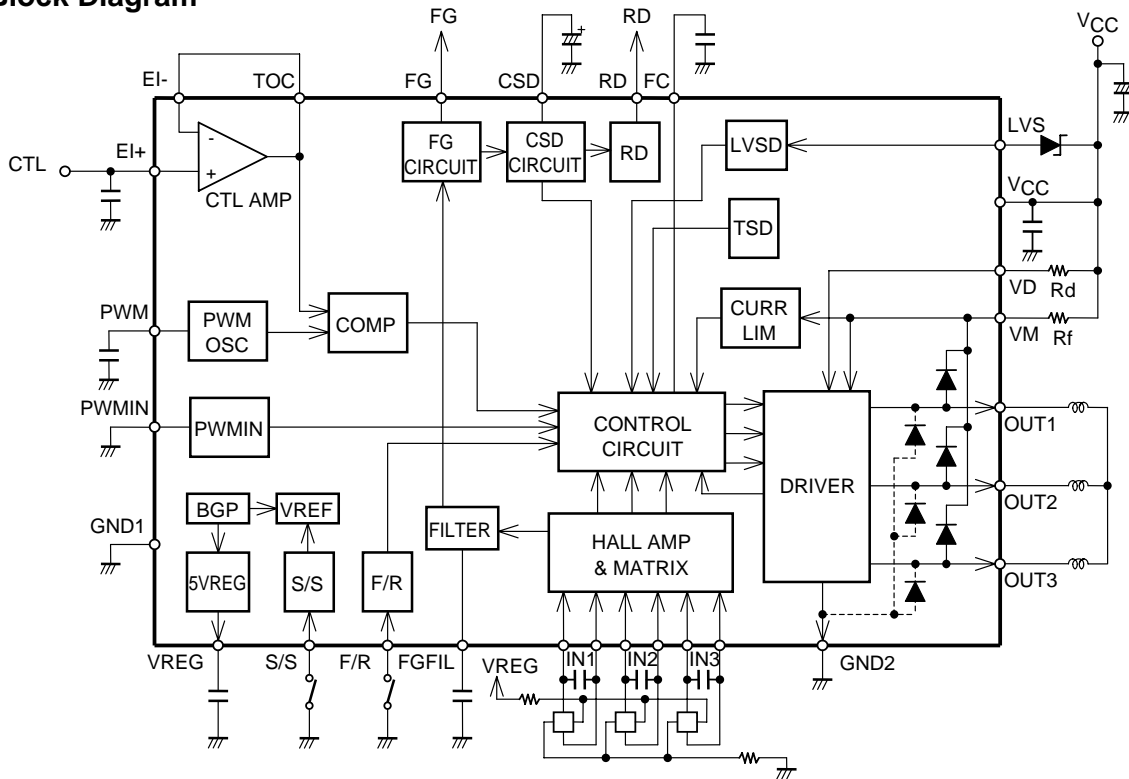 Block Diagram
FG
RD
VCC
EI-
TOC
FG
CSD
RD
FC
LVS
CTL
EI+
-
+
CTL AMP
FG
CIRCUIT
CSD
CIRCUIT
RD
LVSD
+
VCC
TSD
VD
Rd
PWM
PWM
OSC
COMP
CURR
LIM
VM
Rf
PWMIN
PWMIN
CONTROL
CIRCUIT
DRIVER
OUT1
OUT2
OUT3
GND1
BGP
VREF
FILTER
HALL AMP
& MATRIX
5VREG
S/S
F/R
VREG
S/S
F/R
FGFIL
VREG
IN1
IN2
IN3
GND2